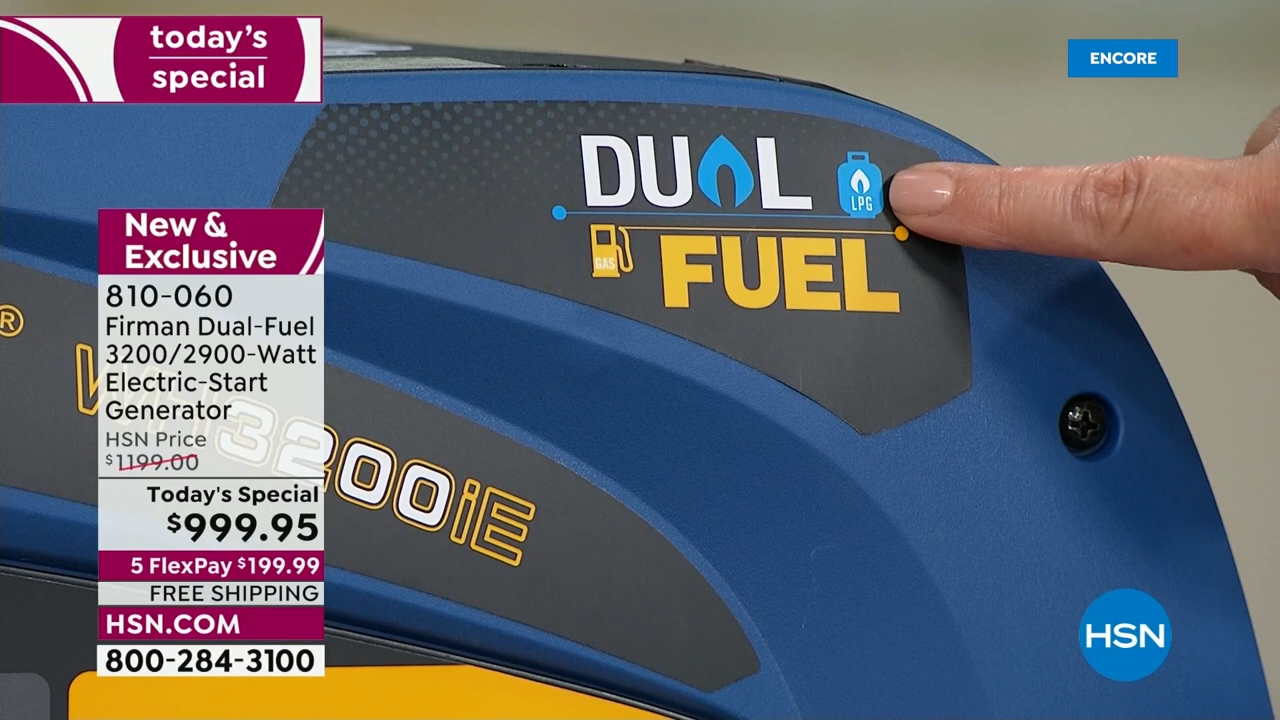 today's
special
ENCORE
DUAL
LPG
GAS
FUEL
New &
Exclusive
810-060
Firman Dual-Fuel
3200/2900-Watt
Electric-Start
Generator
HSN Price
$1199.00
Today's Special
$999.95
5 FlexPay $199.99
FREE SHIPPING
HSN.COM
800-284-3100
®
WH3200iE
HSN